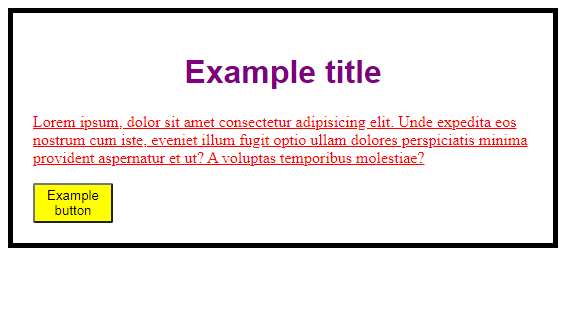 Example title
Lorem ipsum, dolor sit amet consectetur adipisicing elit. Unde expedita eos
nostrum cum iste, eveniet illum fugit optio ullam dolores perspiciatis minima
provident aspernatur et ut? A voluptas temporibus molestiae?
Example
button